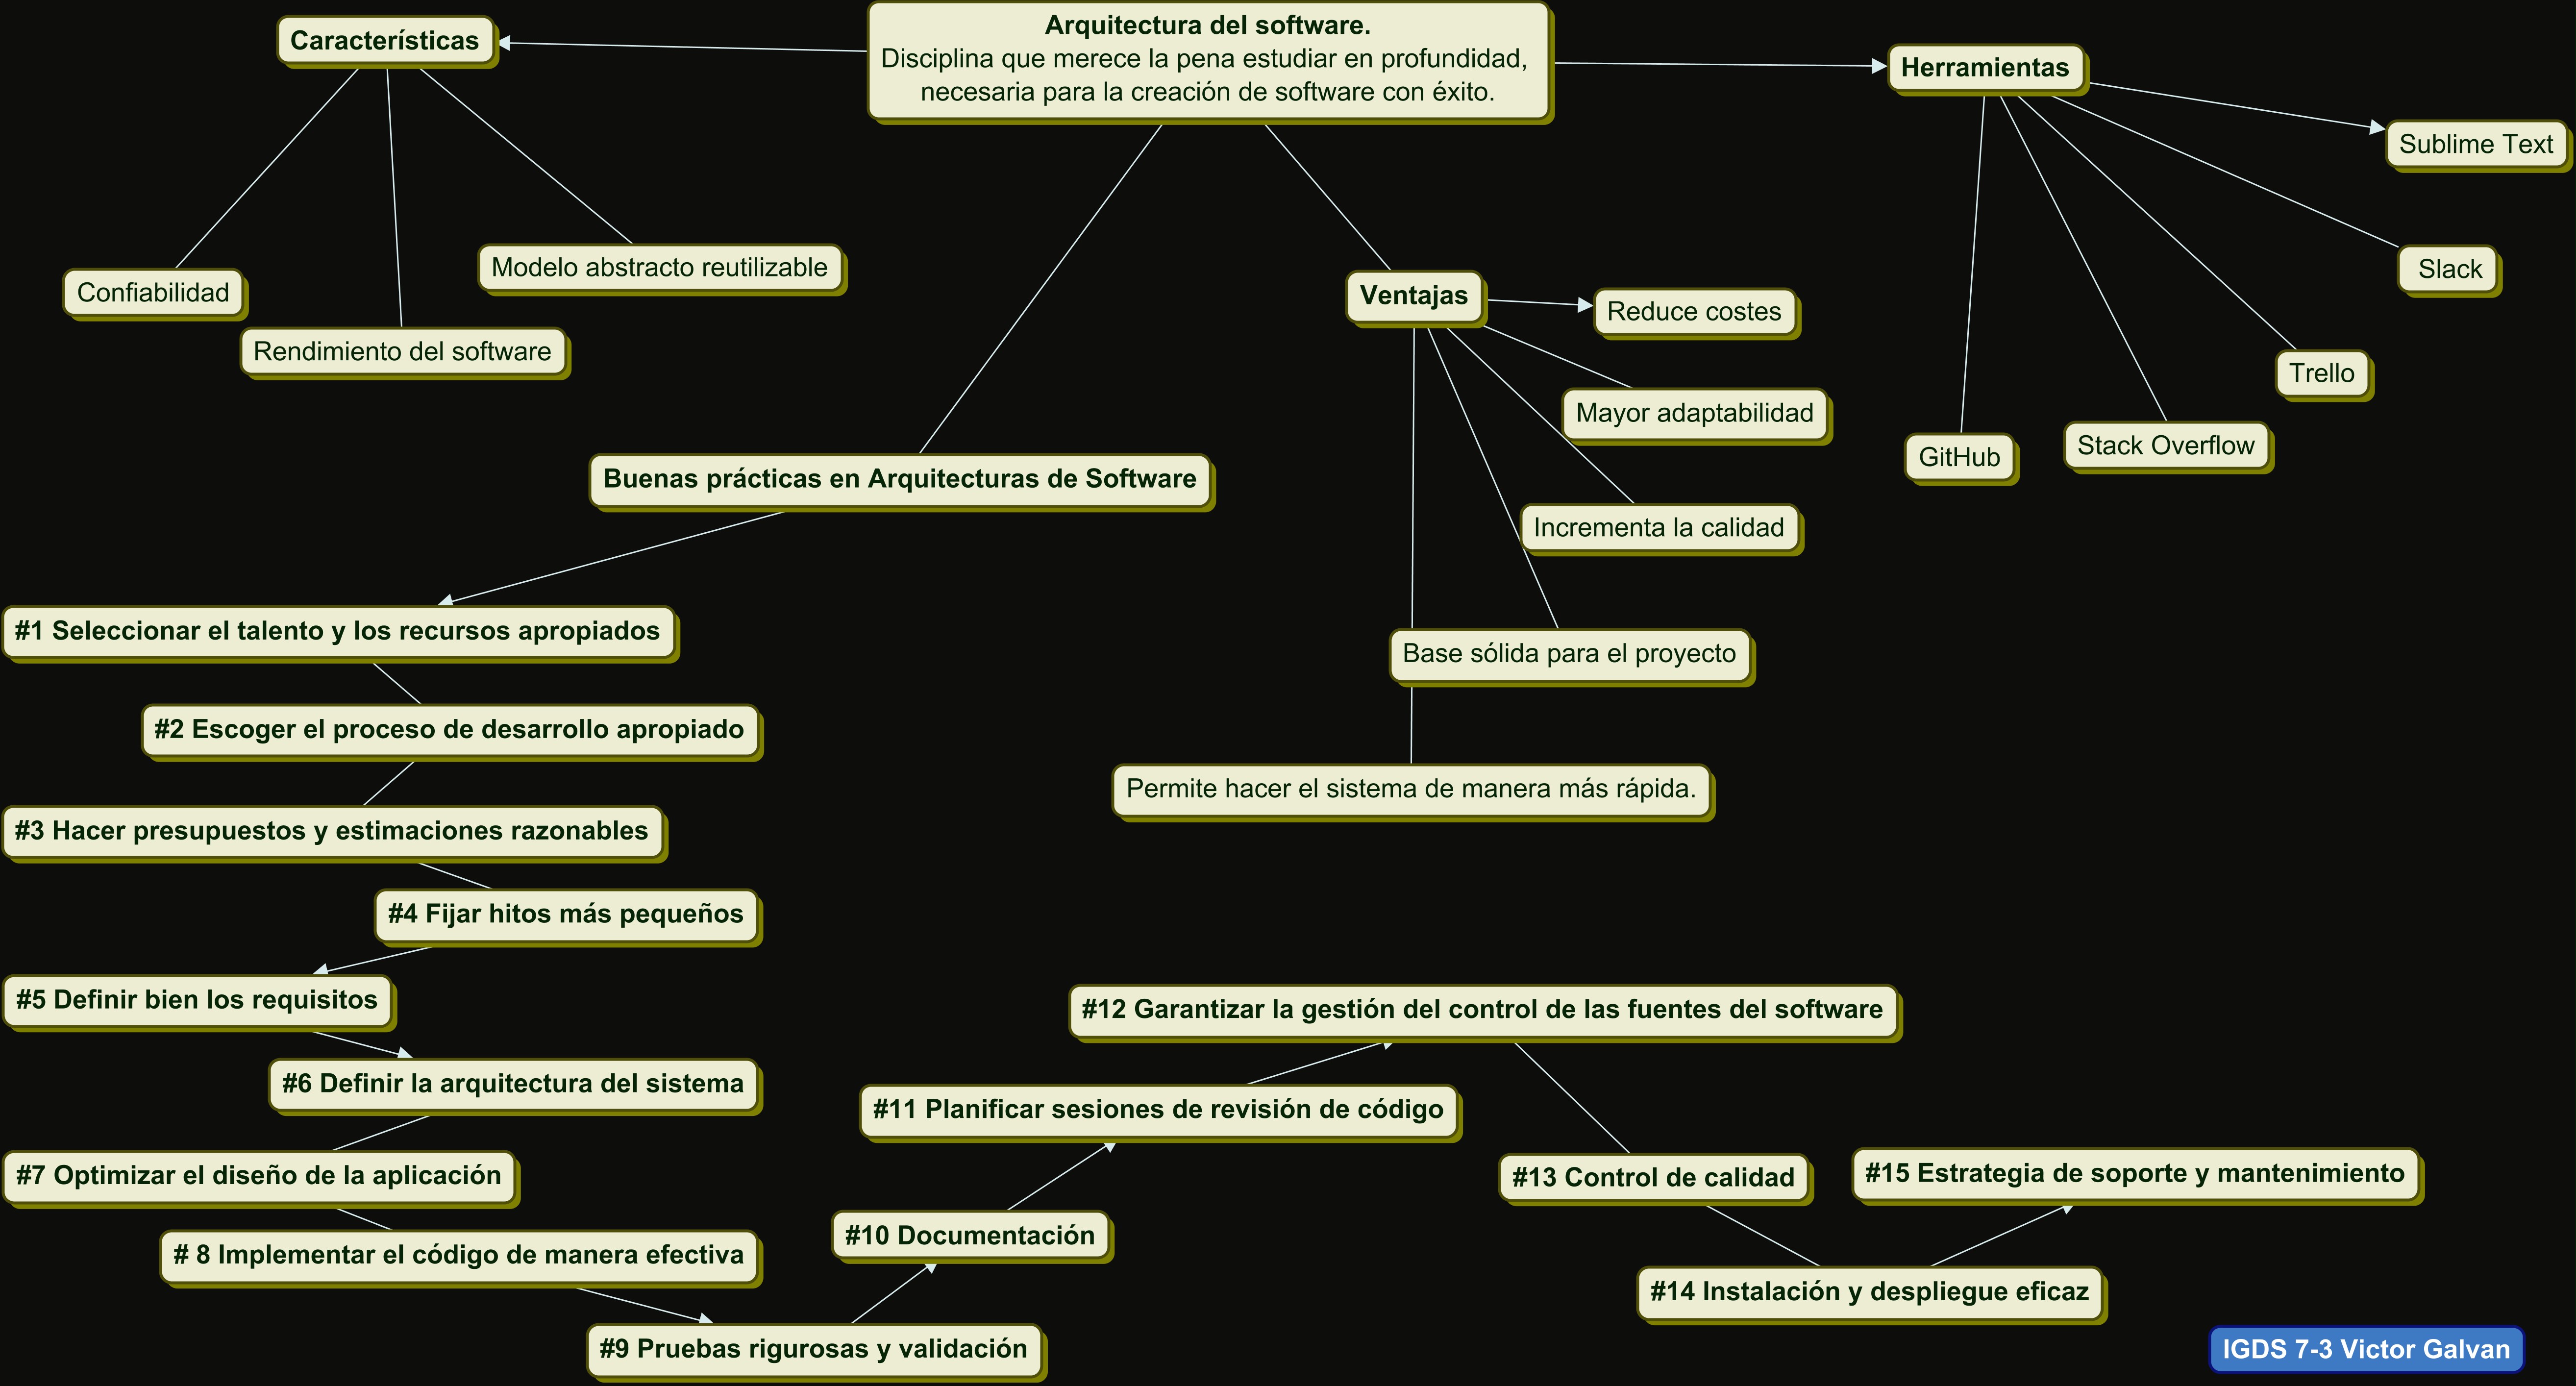 Arquitectura del software.
Disciplina que merece la pena estudiar en profundidad,
necesaria para la creación de software con éxito.
Características
Confiabilidad
Rendimiento del software
Modelo abstracto reutilizable
Herramientas
Sublime Text
Slack
Trello
Stack Overflow
GitHub
Ventajas
Reduce costes
Mayor adaptabilidad
Incrementa la calidad
Base sólida para el proyecto
Permite hacer el sistema de manera más rápida.
Buenas prácticas en Arquitecturas de Software
#1 Seleccionar el talento y los recursos apropiados
#2 Escoger el proceso de desarrollo apropiado
#3 Hacer presupuestos y estimaciones razonables
#4 Fijar hitos más pequeños
#5 Definir bien los requisitos
#6 Definir la arquitectura del sistema
#7 Optimizar el diseño de la aplicación
# 8 Implementar el código de manera efectiva
#9 Pruebas rigurosas y validación
#10 Documentación
#11 Planificar sesiones de revisión de código
#12 Garantizar la gestión del control de las fuentes del software
#13 Control de calidad
#14 Instalación y despliegue eficaz
#15 Estrategia de soporte y mantenimiento
IGDS 7-3 Victor Galvan